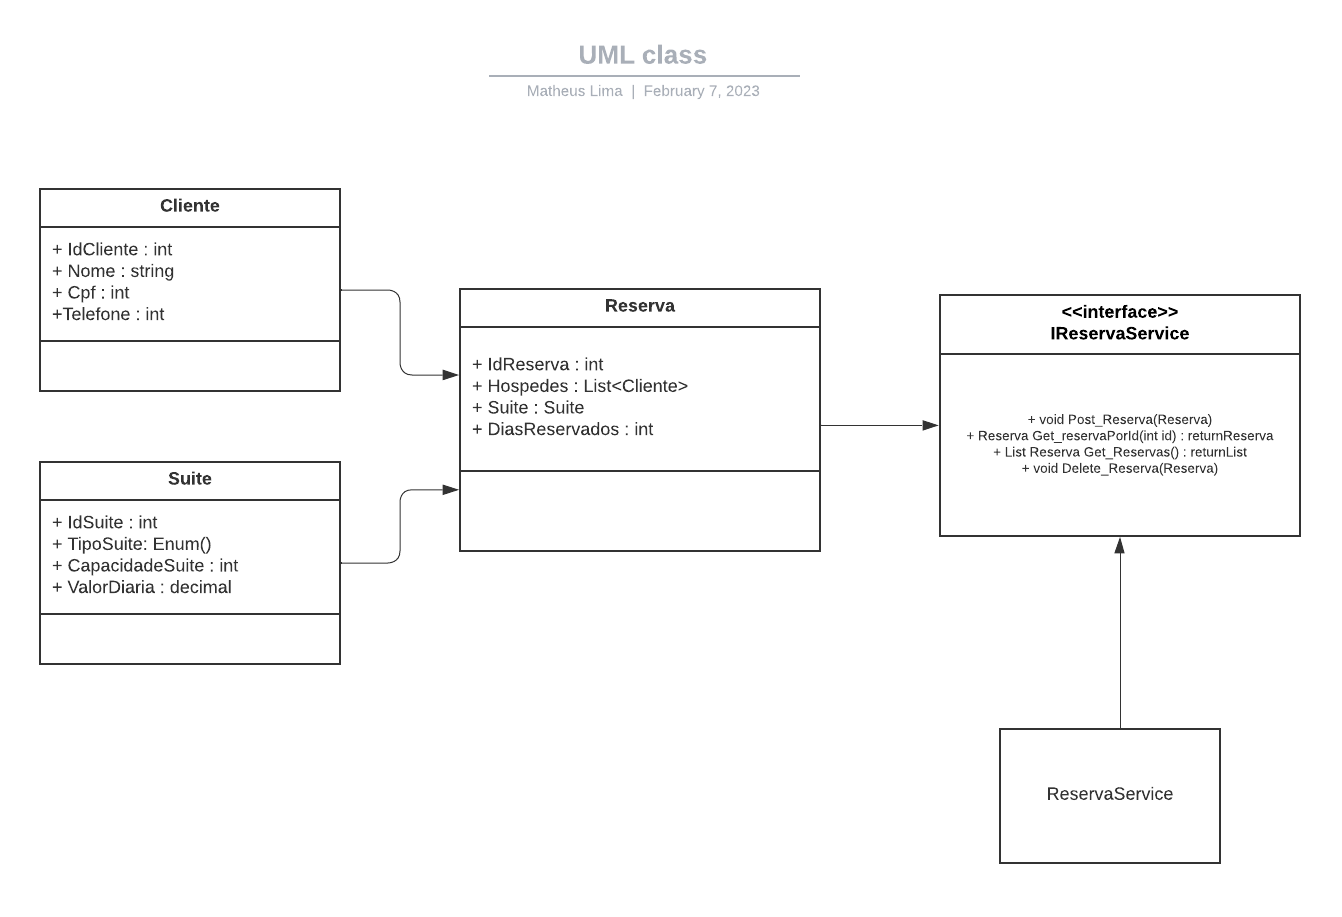 UML class
Matheus Lima | February 7, 2023
Cliente
+ IdCliente : int
+ Nome : string
+ Cpf : int
+Telefone : int
Reserva
+ IdReserva : int
+ Hospedes : List<Cliente>
+ Suite : Suite
+ DiasReservados : int
<<interface>>
IReservaService
+ void Post_Reserva(Reserva)
+ Reserva Get_reservaPorId(int id) : returnReserva
+ List Reserva Get_Reservas() : returnList
+ void Delete_Reserva(Reserva)
Suite
+ IdSuite : int
+ TipoSuite: Enum()
+ CapacidadeSuite : int
+ ValorDiaria : decimal
ReservaService